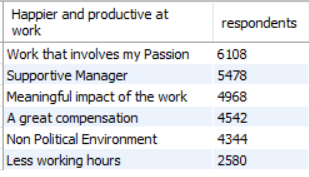 Happier and productive at work respondents
Work that involves my Passion 6108
Supportive Manager 5478
Meaningful impact of the work 4968
A great compensation 4542
Non Political Environment 4344
Less working hours 2580